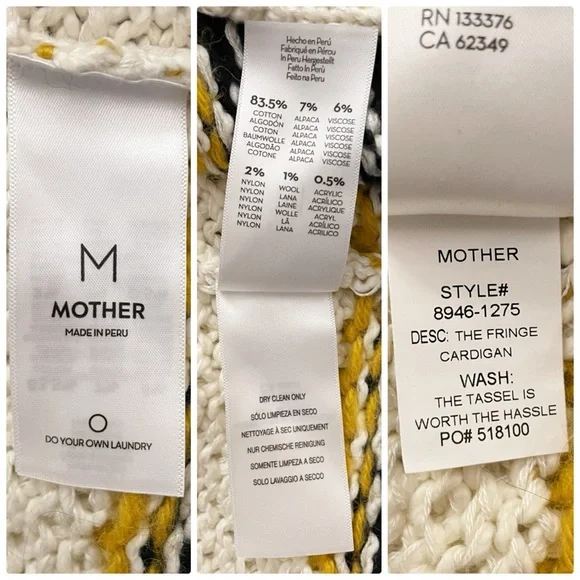 M
MOTHER
MADE IN PERU
DO YOUR OWN LAUNDRY
Hecho en Perú
Fabriqué en Pérou
In Peru Hergestellt
Fatto In Perù
Feito na Peru
83.5% 7% 6%
COTTON ALPACA VISCOSE
ALGODÓN ALPACA VISCOSE
COTON ALPACA VISCOSE
BAUMWOLLE ALPACA VISCOSE
ALGODÃO ALPACA VISCOSE
COTONE ALPACA VISCOSE
2% 1% 0.5%
NYLON WOOL ACRYLIC
NYLON LANA ACRÍLICO
NYLON LAINE ACRYLIQUE
NYLON WOLLE ACRYL
NYLON LÃ ACRÍLICO
NYLON LANA ACRILICO
DRY CLEAN ONLY
SÓLO LIMPIEZA EN SECO
NETTOYAGE À SEC UNIQUEMENT
NUR CHEMISCHE REINIGUNG
SOMENTE LIMPEZA A SECO
SOLO LAVAGGIO A SECO
RN 133376
CA 62349
MOTHER
STYLE#
8946-1275
DESC: THE FRINGE
CARDIGAN
WASH:
THE TASSEL IS
WORTH THE HASSLE
PO# 518100